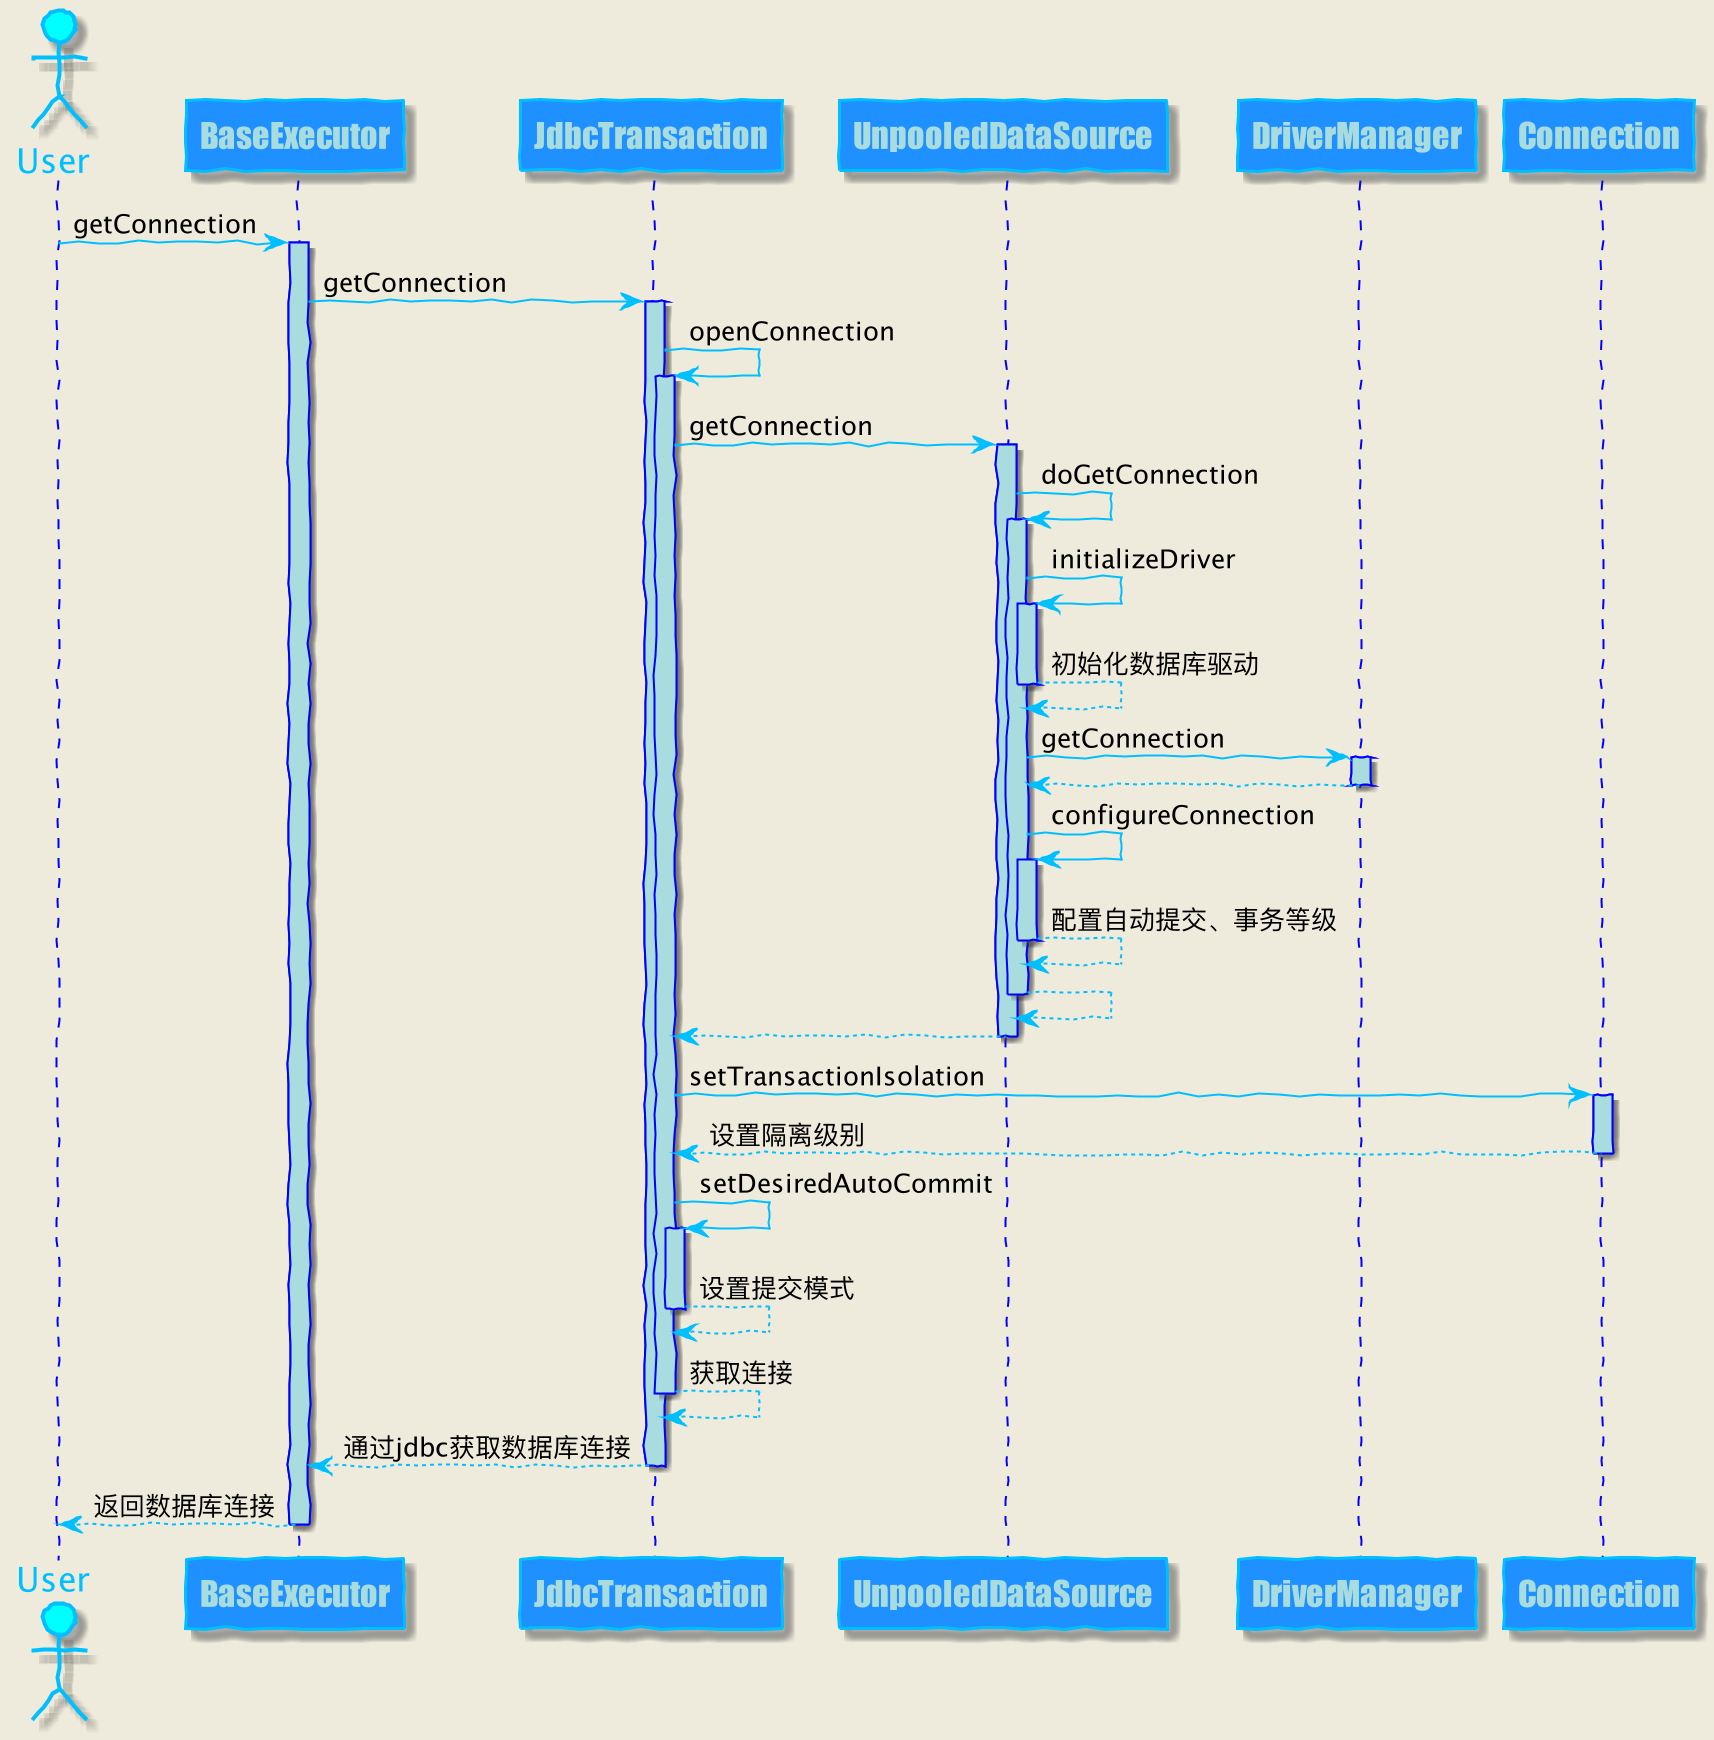 User
BaseExecutor
JdbcTransaction
UnpooledDataSource
DriverManager
Connection
getConnection
getConnection
openConnection
getConnection
doGetConnection
initializeDriver
初始化数据库驱动
getConnection
configureConnection
配置自动提交、事务等级
setTransactionIsolation
设置隔离级别
setDesiredAutoCommit
设置提交模式
获取连接
通过jdbc获取数据库连接
返回数据库连接
User
BaseExecutor
JdbcTransaction
UnpooledDataSource
DriverManager
Connection